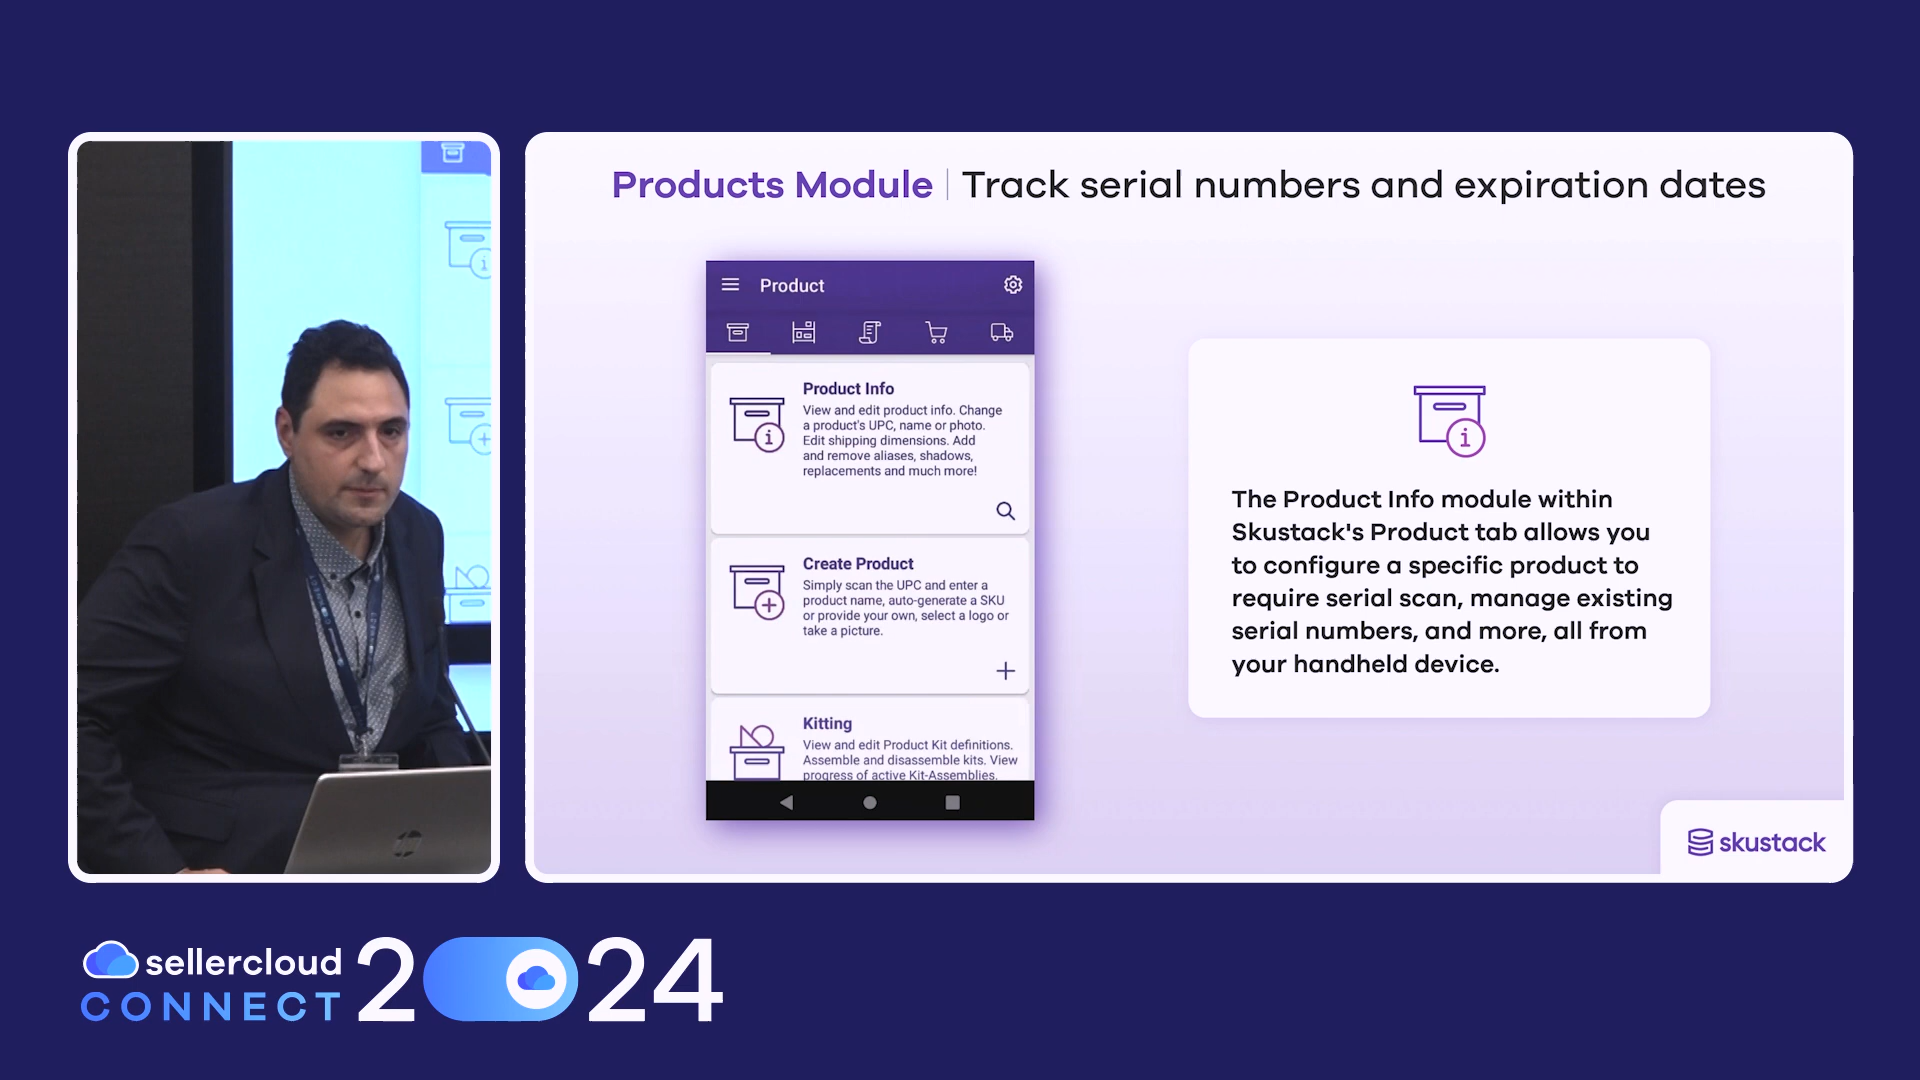 Products Module | Track serial numbers and expiration dates
Product
Product Info
View and edit product info. Change
a product's UPC, name or photo.
Edit shipping dimensions. Add
and remove aliases, shadows,
replacements and much more!
Create Product
Simply scan the UPC and enter a
product name, auto-generate a SKU
or provide your own, select a logo or
take a picture.
Kitting
View and edit Product Kit definitions.
Assemble and disassemble kits. View
progress of active Kit-Assemblies.
The Product Info module within
Skustack's Product tab allows you
to configure a specific product to
require serial scan, manage existing
serial numbers, and more, all from
your handheld device.
skustack
sellercloud
CONNECT
2024